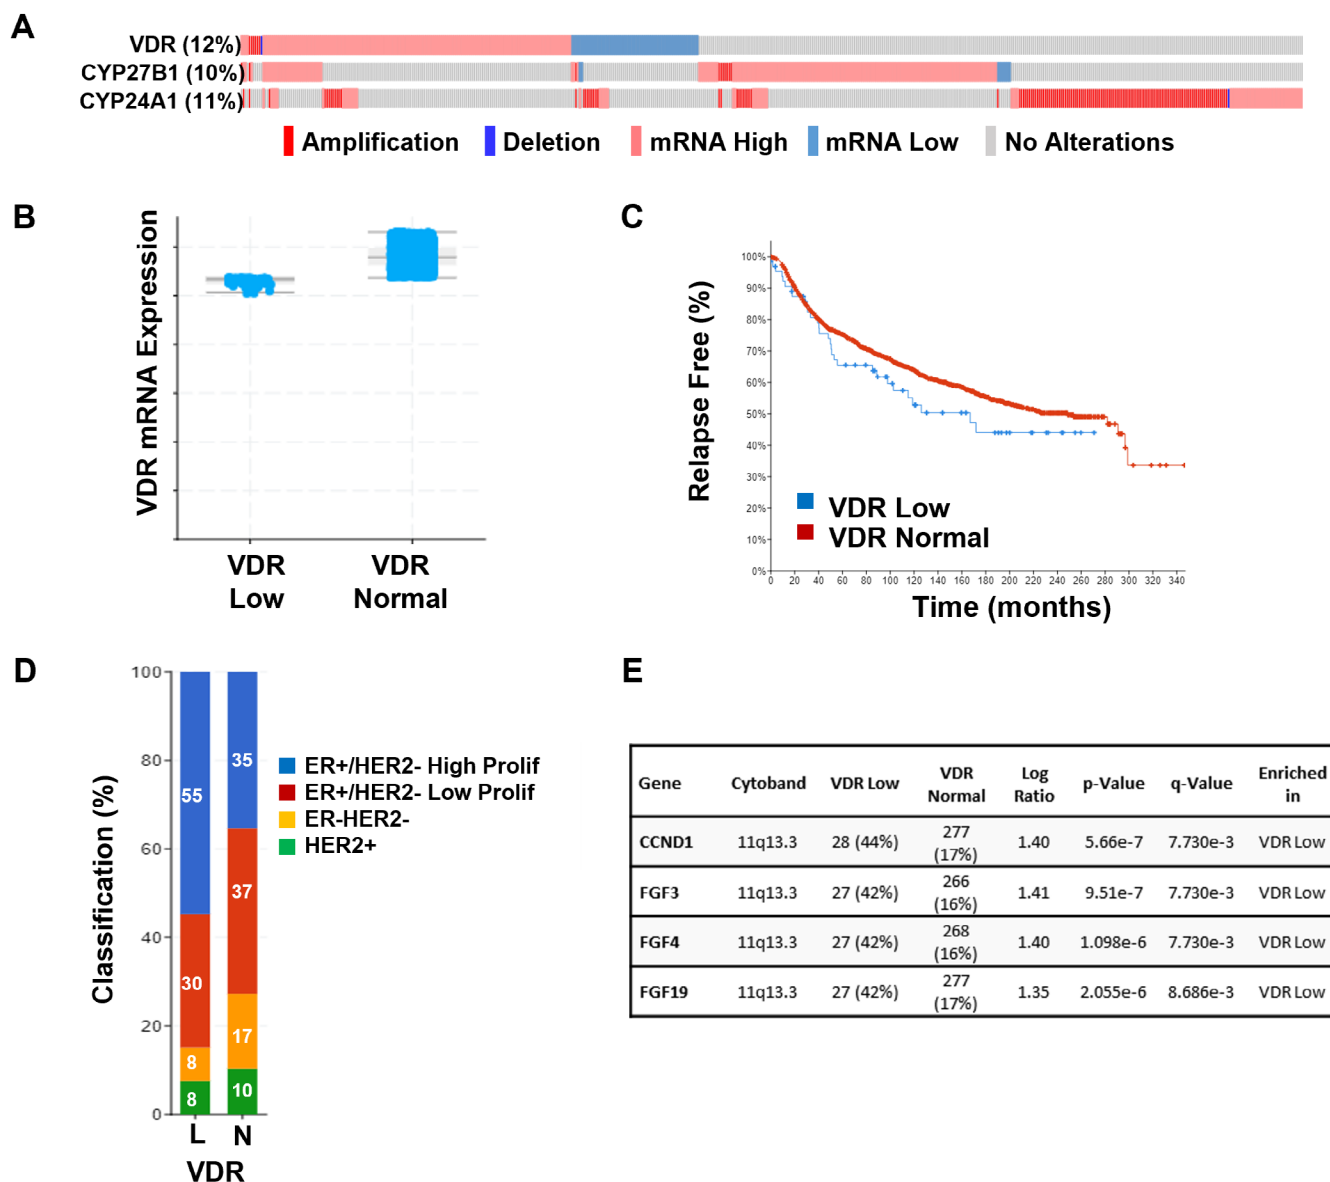 A
VDR (12%)
CYP27B1 (10%)
CYP24A1 (11%)
Amplification Deletion mRNA High mRNA Low No Alterations
B
VDR mRNA Expression
VDR Low
VDR Normal
C
Relapse Free (%)
100%
90%
80%
70%
60%
50%
40%
30%
20%
10%
0%
VDR Low
VDR Normal
0 20 40 60 80 100 120 140 160 180 200 220 240 260 280 300 320 340
Time (months)
D
Classification (%)
100
80
60
40
20
0
55
30
8
8
35
37
17
10
L N
VDR
ER+/HER2- High Prolif
ER+/HER2- Low Prolif
ER-HER2-
HER2+
E
Gene Cytoband VDR Low VDR Normal Log Ratio p-Value q-Value Enriched in
CCND1 11q13.3 28 (44%) 277 (17%) 1.40 5.66e-7 7.730e-3 VDR Low
FGF3 11q13.3 27 (42%) 266 (16%) 1.41 9.51e-7 7.730e-3 VDR Low
FGF4 11q13.3 27 (42%) 268 (16%) 1.40 1.098e-6 7.730e-3 VDR Low
FGF19 11q13.3 27 (42%) 277 (17%) 1.35 2.055e-6 8.686e-3 VDR Low